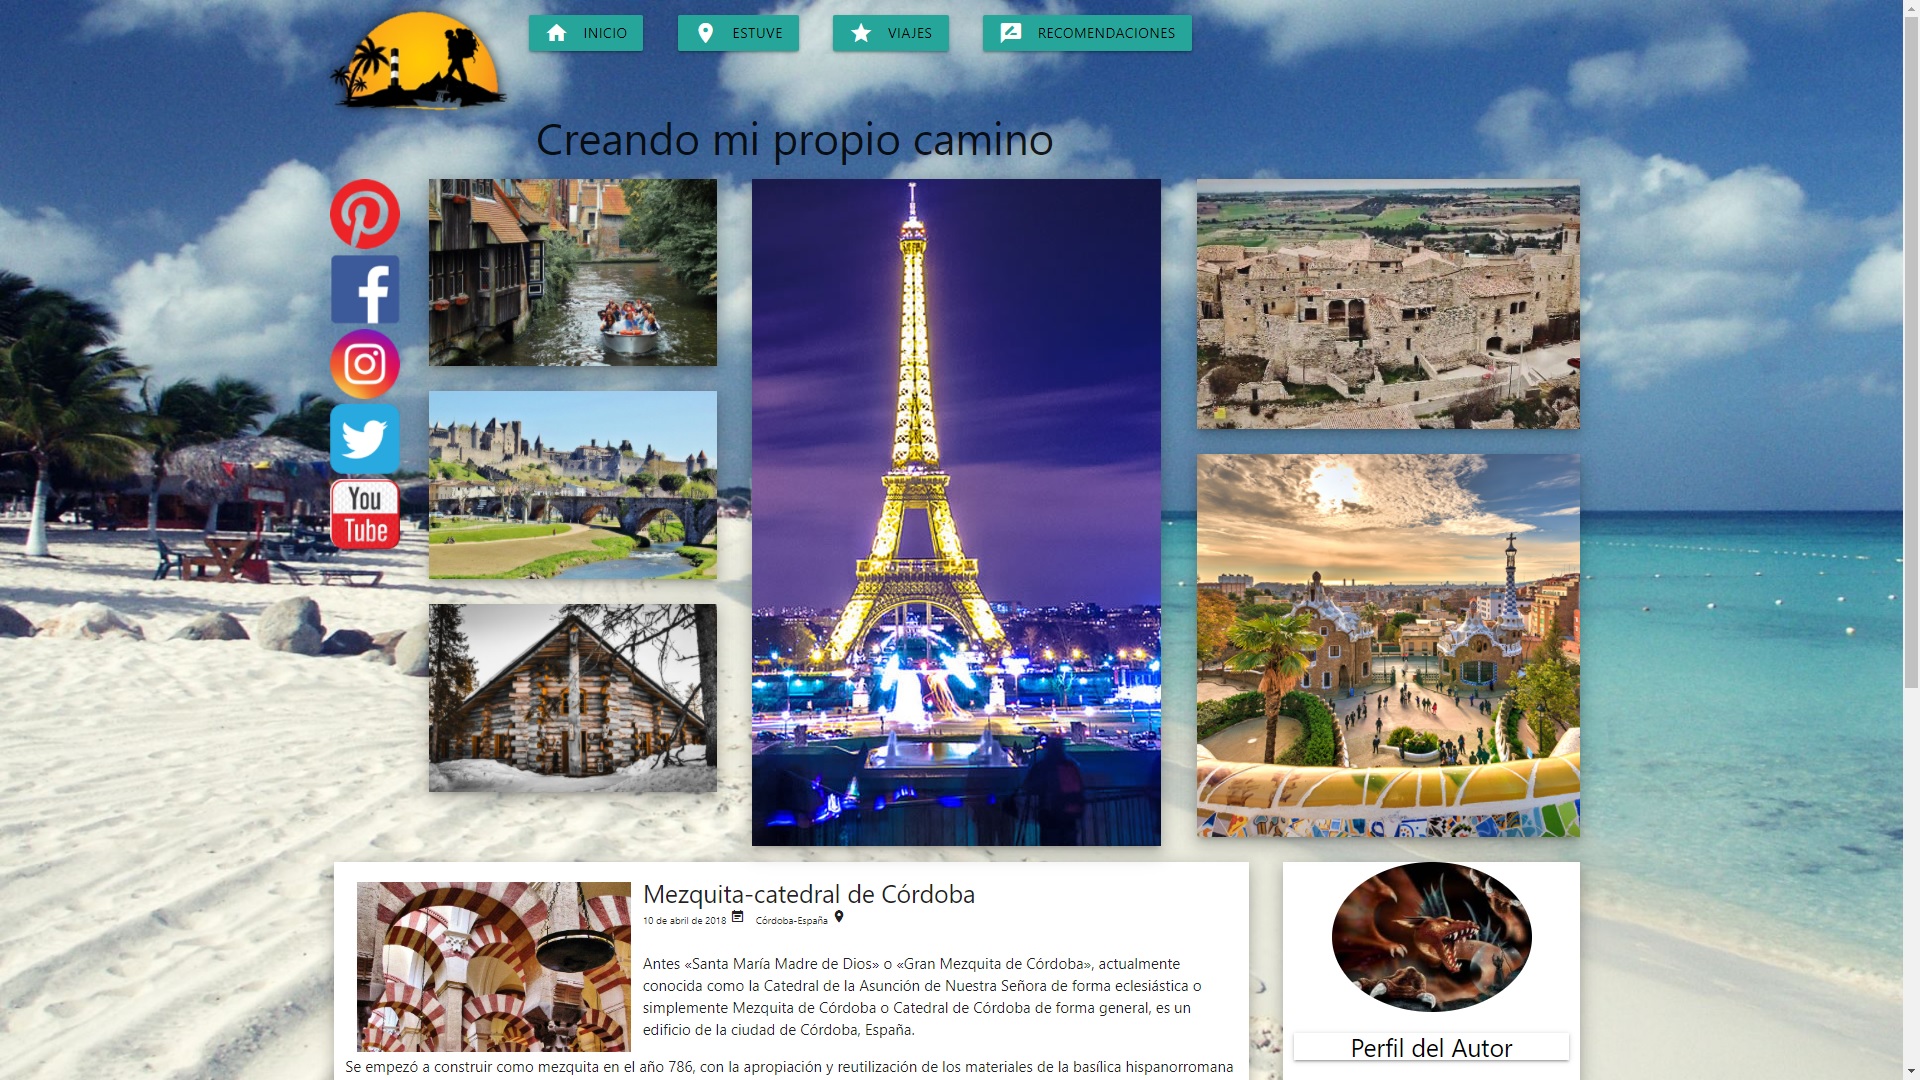 INICIO
ESTUVE
VIAJES
RECOMENDACIONES
Creando mi propio camino
You
Tube
Mezquita-catedral de Córdoba
10 de abril de 2018 Córdoba-España
Antes «Santa María Madre de Dios» o «Gran Mezquita de Córdoba», actualmente
conocida como la Catedral de la Asunción de Nuestra Señora de forma eclesiástica o
simplemente Mezquita de Córdoba o Catedral de Córdoba de forma general, es un
edificio de la ciudad de Córdoba, España.
Se empezó a construir como mezquita en el año 786, con la apropiación y reutilización de los materiales de la basílica hispanorromana
Perfil del Autor